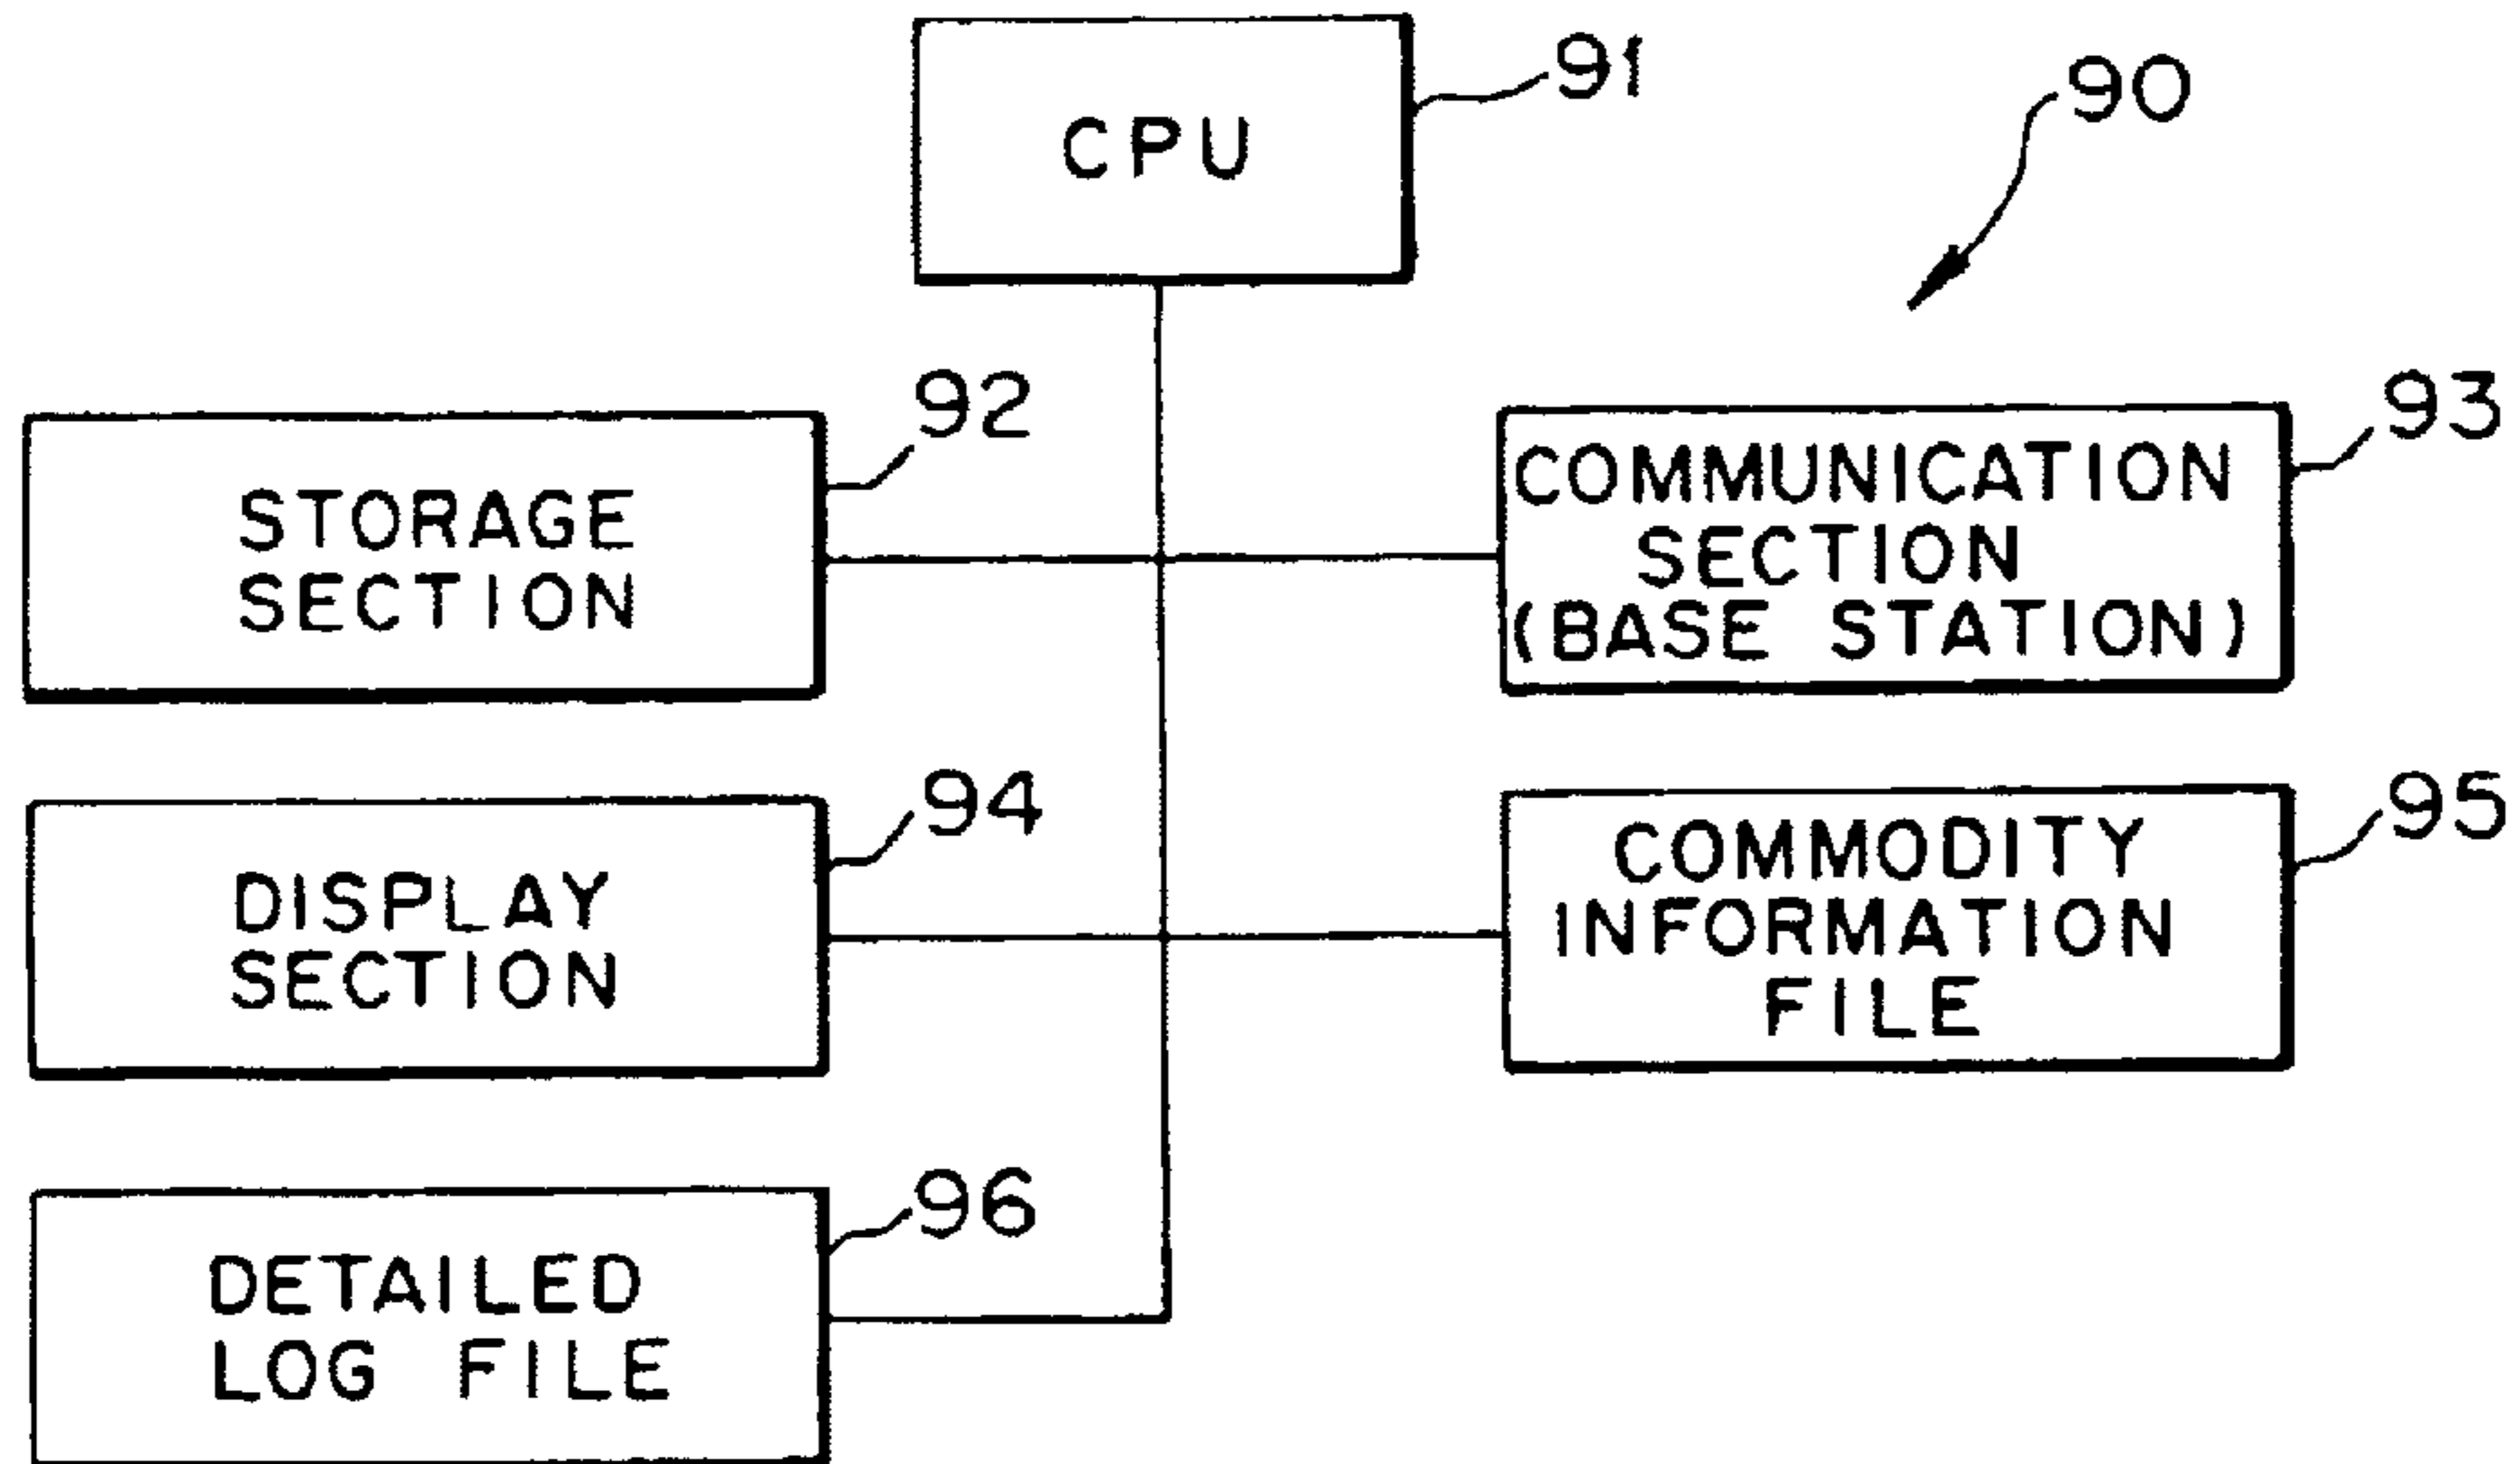 CPU
91
90
92
STORAGE
SECTION
93
COMMUNICATION
SECTION
(BASE STATION)
94
DISPLAY
SECTION
95
COMMODITY
INFORMATION
FILE
96
DETAILED
LOG FILE